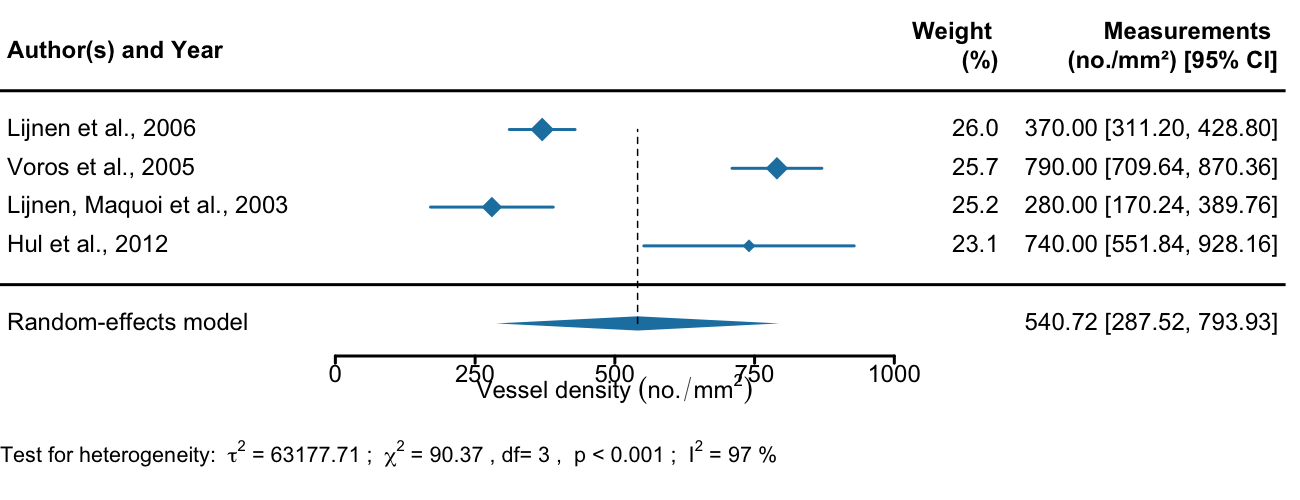 Author(s) and Year Weight (%) Measurements (no./mm²) [95% CI]
Lijnen et al., 2006 26.0 370.00 [311.20, 428.80]
Voros et al., 2005 25.7 790.00 [709.64, 870.36]
Lijnen, Maquoi et al., 2003 25.2 280.00 [170.24, 389.76]
Hul et al., 2012 23.1 740.00 [551.84, 928.16]
Random-effects model 540.72 [287.52, 793.93]
0 250 500 750 1000
Vessel density (no./mm²)
Test for heterogeneity: τ² = 63177.71 ; χ² = 90.37 , df= 3 , p < 0.001 ; I² = 97 %